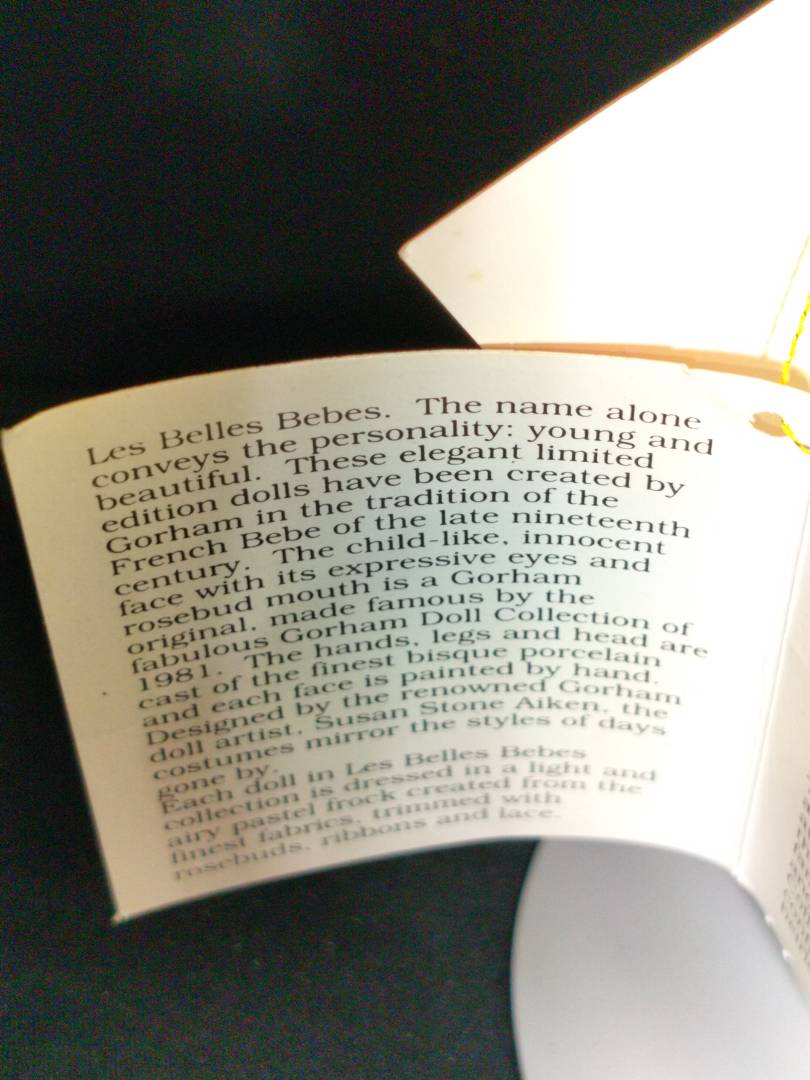 Les Belles Bebes. The name alone
conveys the personality: young and
beautiful. These elegant limited
edition dolls have been created by
Gorham in the tradition of the
French Bebe of the late nineteenth
century. The child-like, innocent
face with its expressive eyes and
rosebud mouth is a Gorham
original, made famous by the
fabulous Gorham Doll Collection of
1981. The hands, legs and head are
cast of the finest bisque porcelain
and each face is painted by hand.
Designed by the renowned Gorham
doll artist, Susan Stone Aiken, the
costumes mirror the styles of days
gone by.
Each doll in Les Belles Bebes
collection is dressed in a light and
airy pastel frock created from the
finest fabrics, trimmed with
rosebuds, ribbons and lace.